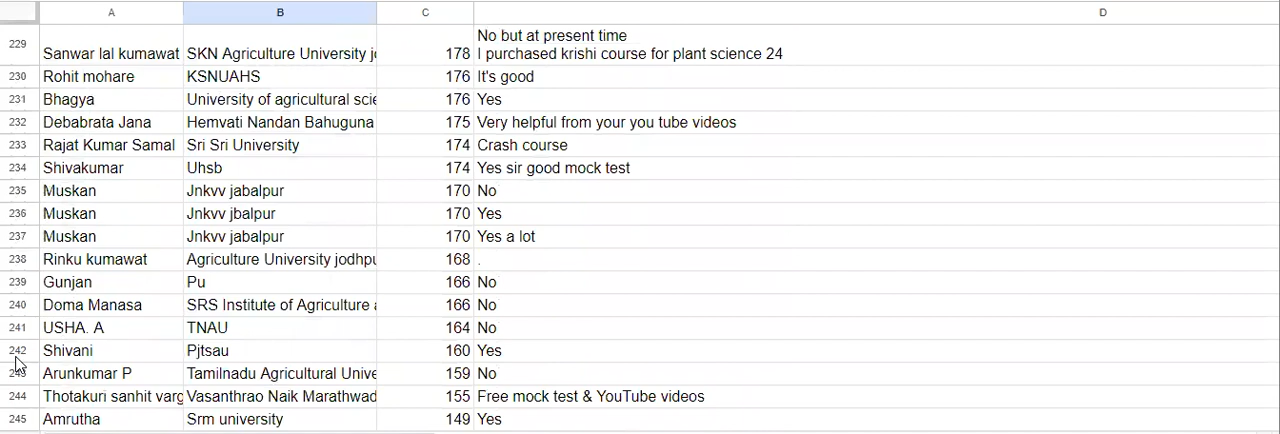 A B C D
229 Sanwar lal kumawat SKN Agriculture University 178 No but at present time
I purchased krishi course for plant science 24
230 Rohit mohare KSNUAHS 176 It's good
231 Bhagya University of agricultural 176 Yes
232 Debabrata Jana Hemvati Nandan Bahuguna 175 Very helpful from your you tube videos
233 Rajat Kumar Samal Sri Sri University 174 Crash course
234 Shivakumar Uhsb 174 Yes sir good mock test
235 Muskan Jnkvv jabalpur 170 No
236 Muskan Jnkvv jbalpur 170 Yes
237 Muskan Jnkvv jabalpur 170 Yes a lot
238 Rinku kumawat Agriculture University 168 .
239 Gunjan Pu 166 No
240 Doma Manasa SRS Institute of Agriculture 166 No
241 USHA. A TNAU 164 No
242 Shivani Pjtsau 160 Yes
243 Arunkumar P Tamilnadu Agricultural 159 No
244 Thotakuri sanhit Vasanthrao Naik 155 Free mock test & YouTube videos
245 Amrutha Srm university 149 Yes